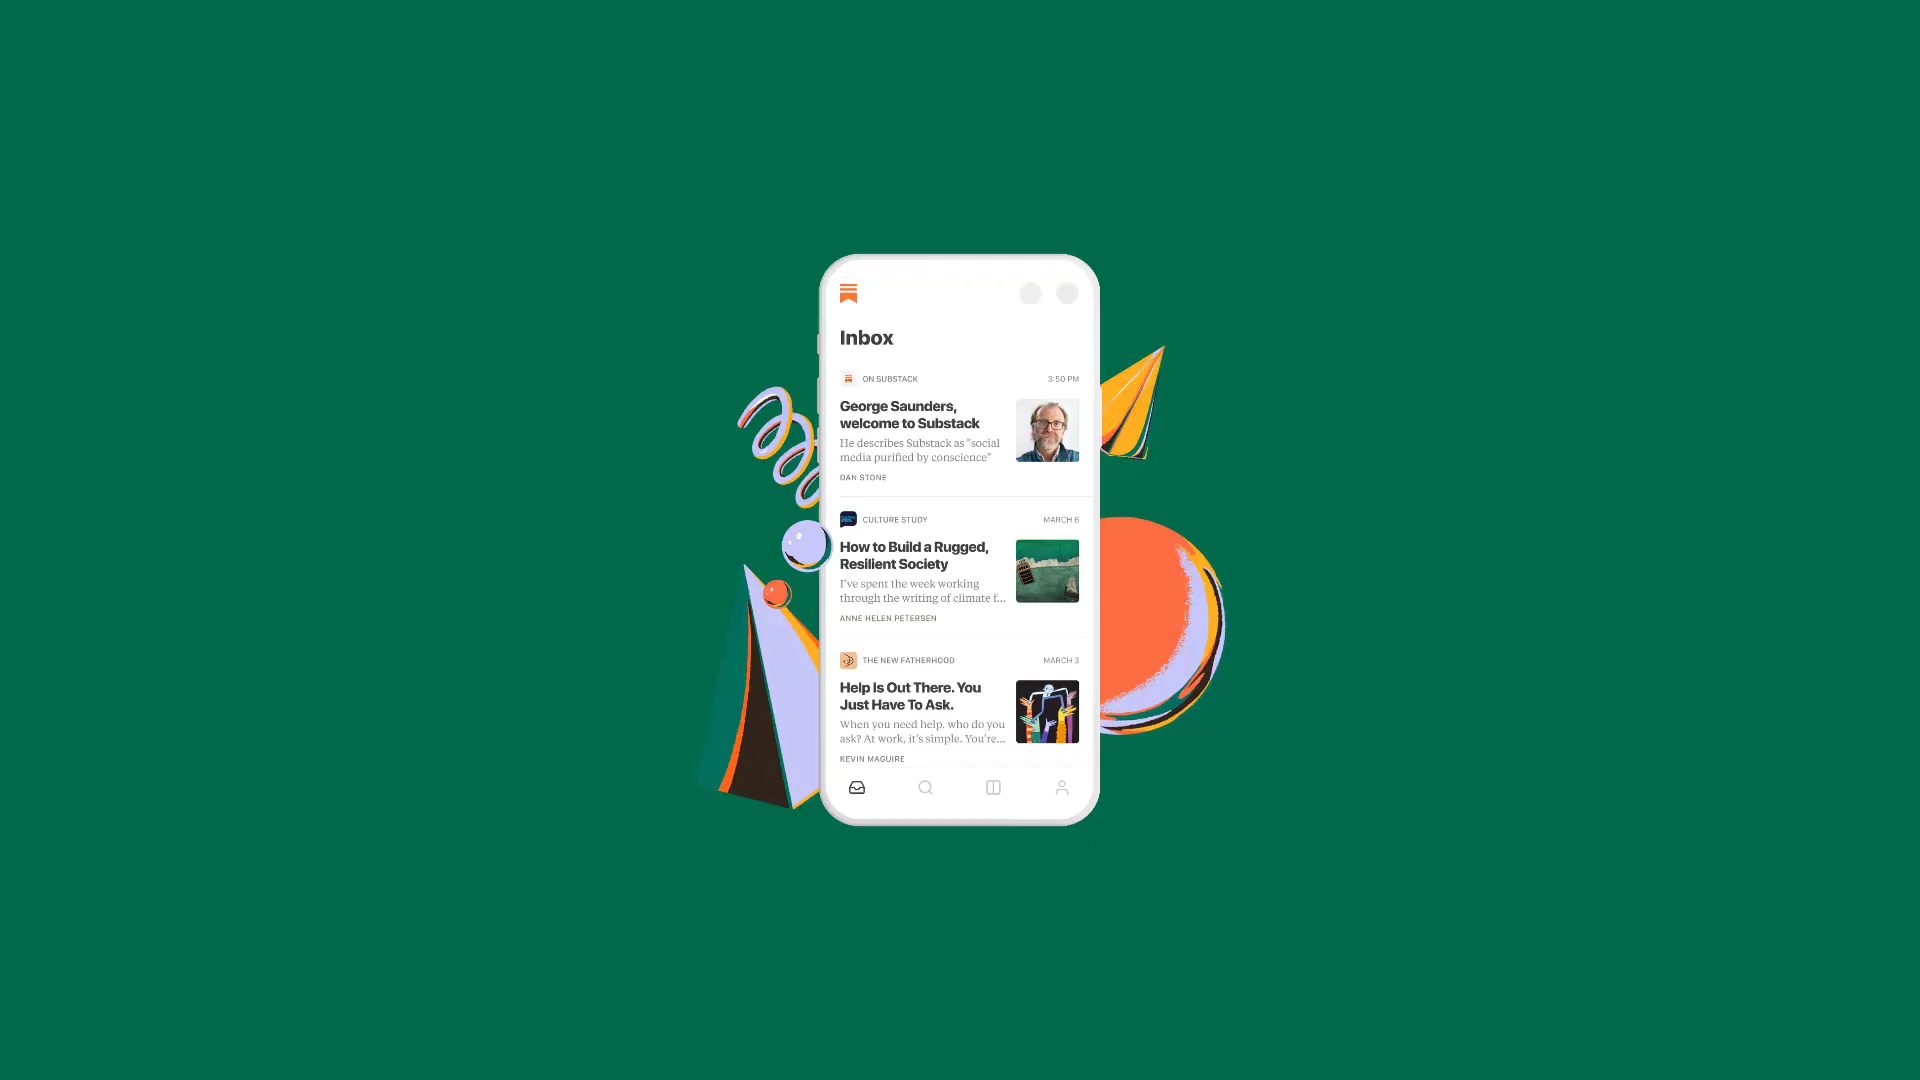 Inbox
ON SUBSTACK 3:50 PM
George Saunders,
welcome to Substack
He describes Substack as "social
media purified by conscience"
DAN STONE
CULTURE STUDY MARCH 6
How to Build a Rugged,
Resilient Society
I've spent the week working
through the writing of climate f...
ANNE HELEN PETERSEN
THE NEW FATHERHOOD MARCH 3
Help Is Out There. You
Just Have To Ask.
When you need help, who do you
ask? At work, it's simple. You're...
KEVIN MAGUIRE